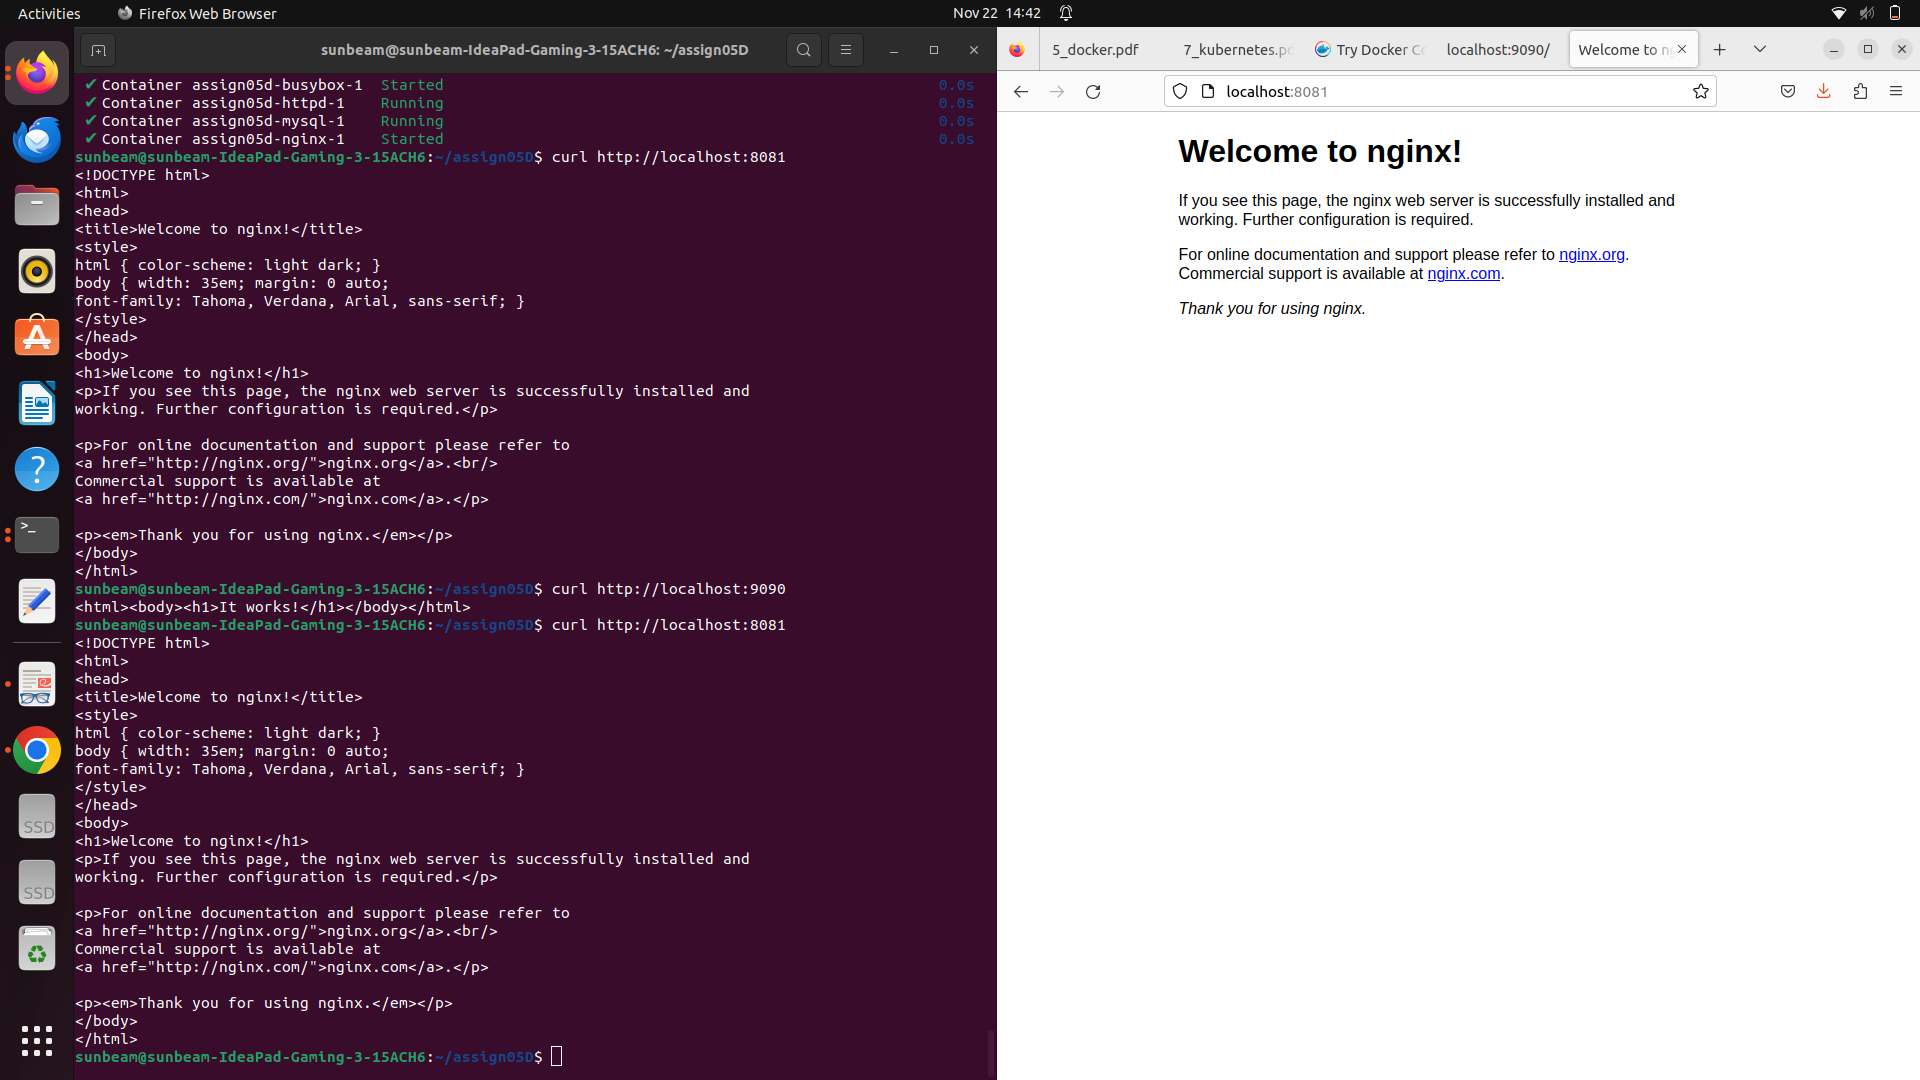 Activities
Firefox Web Browser
Nov 22 14:42
sunbeam@sunbeam-IdeaPad-Gaming-3-15ACH6: ~/assign05D
✔ Container assign05d-busybox-1 Started 0.0s
✔ Container assign05d-httpd-1 Running 0.0s
✔ Container assign05d-mysql-1 Running 0.0s
✔ Container assign05d-nginx-1 Started 0.0s
sunbeam@sunbeam-IdeaPad-Gaming-3-15ACH6:~/assign05D$ curl http://localhost:8081
<!DOCTYPE html>
<html>
<head>
<title>Welcome to nginx!</title>
<style>
html { color-scheme: light dark; }
body { width: 35em; margin: 0 auto;
font-family: Tahoma, Verdana, Arial, sans-serif; }
</style>
</head>
<body>
<h1>Welcome to nginx!</h1>
<p>If you see this page, the nginx web server is successfully installed and
working. Further configuration is required.</p>
<p>For online documentation and support please refer to
<a href="http://nginx.org/">nginx.org</a>.<br/>
Commercial support is available at
<a href="http://nginx.com/">nginx.com</a>.</p>
<p><em>Thank you for using nginx.</em></p>
</body>
</html>
sunbeam@sunbeam-IdeaPad-Gaming-3-15ACH6:~/assign05D$ curl http://localhost:9090
<html><body><h1>It works!</h1></body></html>
sunbeam@sunbeam-IdeaPad-Gaming-3-15ACH6:~/assign05D$ curl http://localhost:8081
<!DOCTYPE html>
<html>
<head>
<title>Welcome to nginx!</title>
<style>
html { color-scheme: light dark; }
body { width: 35em; margin: 0 auto;
font-family: Tahoma, Verdana, Arial, sans-serif; }
</style>
</head>
<body>
<h1>Welcome to nginx!</h1>
<p>If you see this page, the nginx web server is successfully installed and
working. Further configuration is required.</p>
<p>For online documentation and support please refer to
<a href="http://nginx.org/">nginx.org</a>.<br/>
Commercial support is available at
<a href="http://nginx.com/">nginx.com</a>.</p>
<p><em>Thank you for using nginx.</em></p>
</body>
</html>
sunbeam@sunbeam-IdeaPad-Gaming-3-15ACH6:~/assign05D$
SSD
SSD
5_docker.pdf
7_kubernetes.pd
Try Docker Co
localhost:9090/
Welcome to ng
localhost:8081
Welcome to nginx!
If you see this page, the nginx web server is successfully installed and
working. Further configuration is required.
For online documentation and support please refer to nginx.org.
Commercial support is available at nginx.com.
Thank you for using nginx.